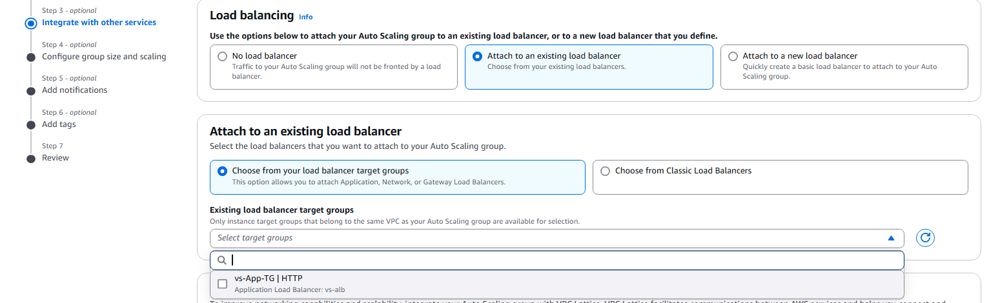 Step 3 - optional
Integrate with other services
Step 4 - optional
Configure group size and scaling
Step 5 - optional
Add notifications
Step 6 - optional
Add tags
Step 7
Review
Load balancing Info
Use the options below to attach your Auto Scaling group to an existing load balancer, or to a new load balancer that you define.
No load balancer
Traffic to your Auto Scaling group will not be fronted by a load
balancer.
Attach to an existing load balancer
Choose from your existing load balancers.
Attach to a new load balancer
Quickly create a basic load balancer to attach to your Auto
Scaling group.
Attach to an existing load balancer
Select the load balancers that you want to attach to your Auto Scaling group.
Choose from your load balancer target groups
This option allows you to attach Application, Network, or Gateway Load Balancers.
Choose from Classic Load Balancers
Existing load balancer target groups
Only instance target groups that belong to the same VPC as your Auto Scaling group are available for selection.
Select target groups
vs-App-TG | HTTP
Application Load Balancer: vs-alb
To improve networking capabilities and scalability, integrate your Auto Scaling group with VPC Lattice. VPC Lattice facilitates communications between AWS services and helps you connect and